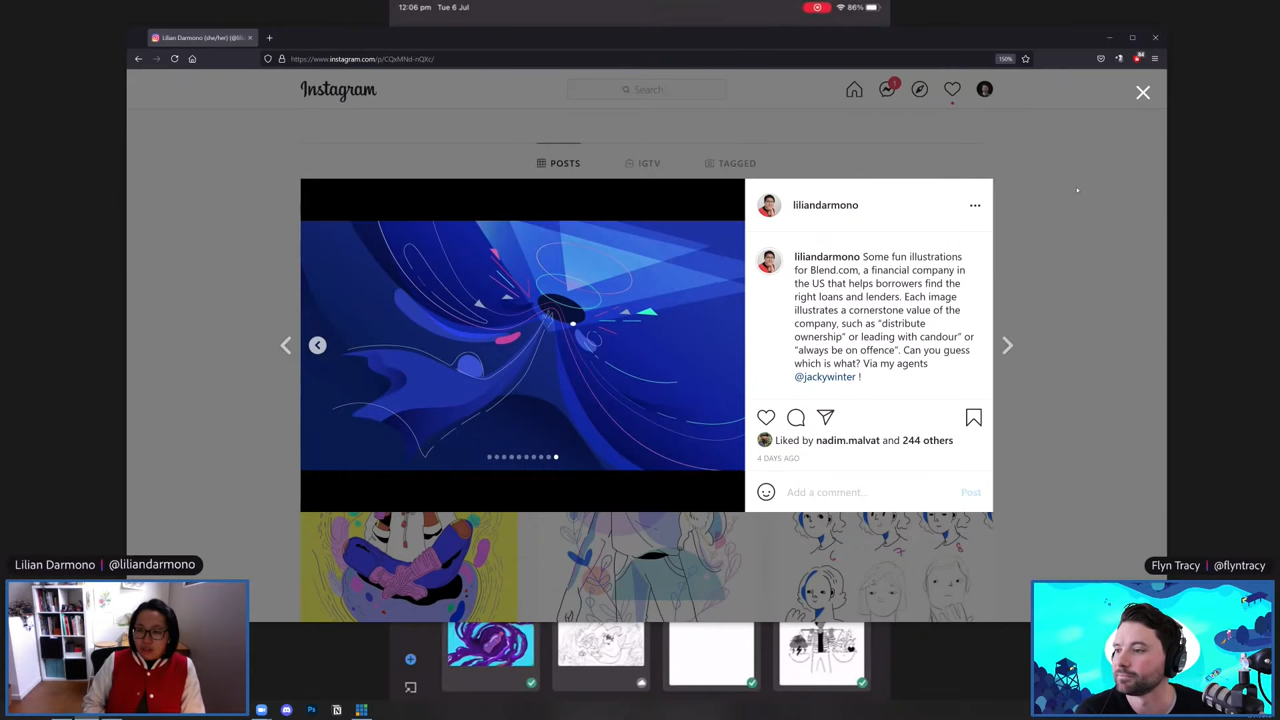 12:06 pm Tue 6 Jul
86%
Lilian Darmono (she/her) (@lili
https://www.instagram.com/p/CQxMNd-nQXc/
150%
84
Instagram
Search
1
POSTS
IGTV
TAGGED
liliandarmono
liliandarmono Some fun illustrations
for Blend.com, a financial company in
the US that helps borrowers find the
right loans and lenders. Each image
illustrates a cornerstone value of the
company, such as "distribute
ownership" or leading with candour" or
"always be on offence". Can you guess
which is what? Via my agents
@jackywinter !
Liked by nadim.malvat and 244 others
4 DAYS AGO
Add a comment...
Post
Lilian Darmono | @liliandarmono
Flyn Tracy | @flyntracy